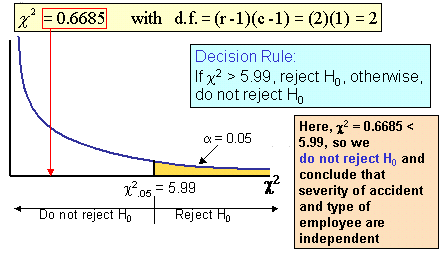 χ² = 0.6685 with d.f. = (r -1)(c -1) = (2)(1) = 2
Decision Rule:
If χ² > 5.99, reject H₀, otherwise,
do not reject H₀
α = 0.05
χ²
χ².05 = 5.99
Do not reject H₀
Reject H₀
Here, χ² = 0.6685 <
5.99, so we
do not reject H₀ and
conclude that
severity of accident
and type of
employee are
independent